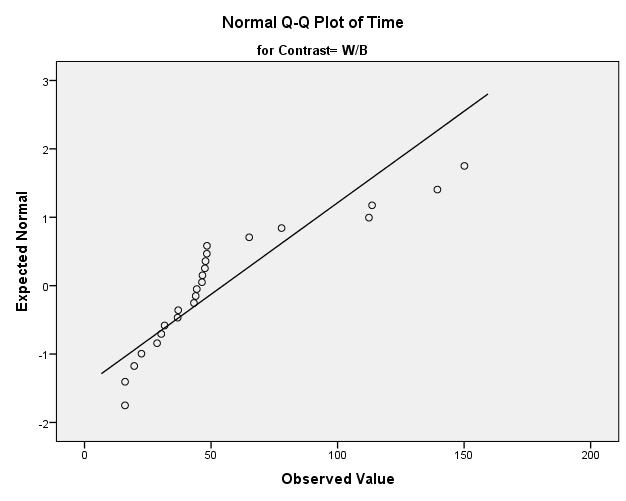 Normal Q-Q Plot of Time
for Contrast= W/B
Expected Normal
3
2
1
0
-1
-2
0 50 100 150 200
Observed Value